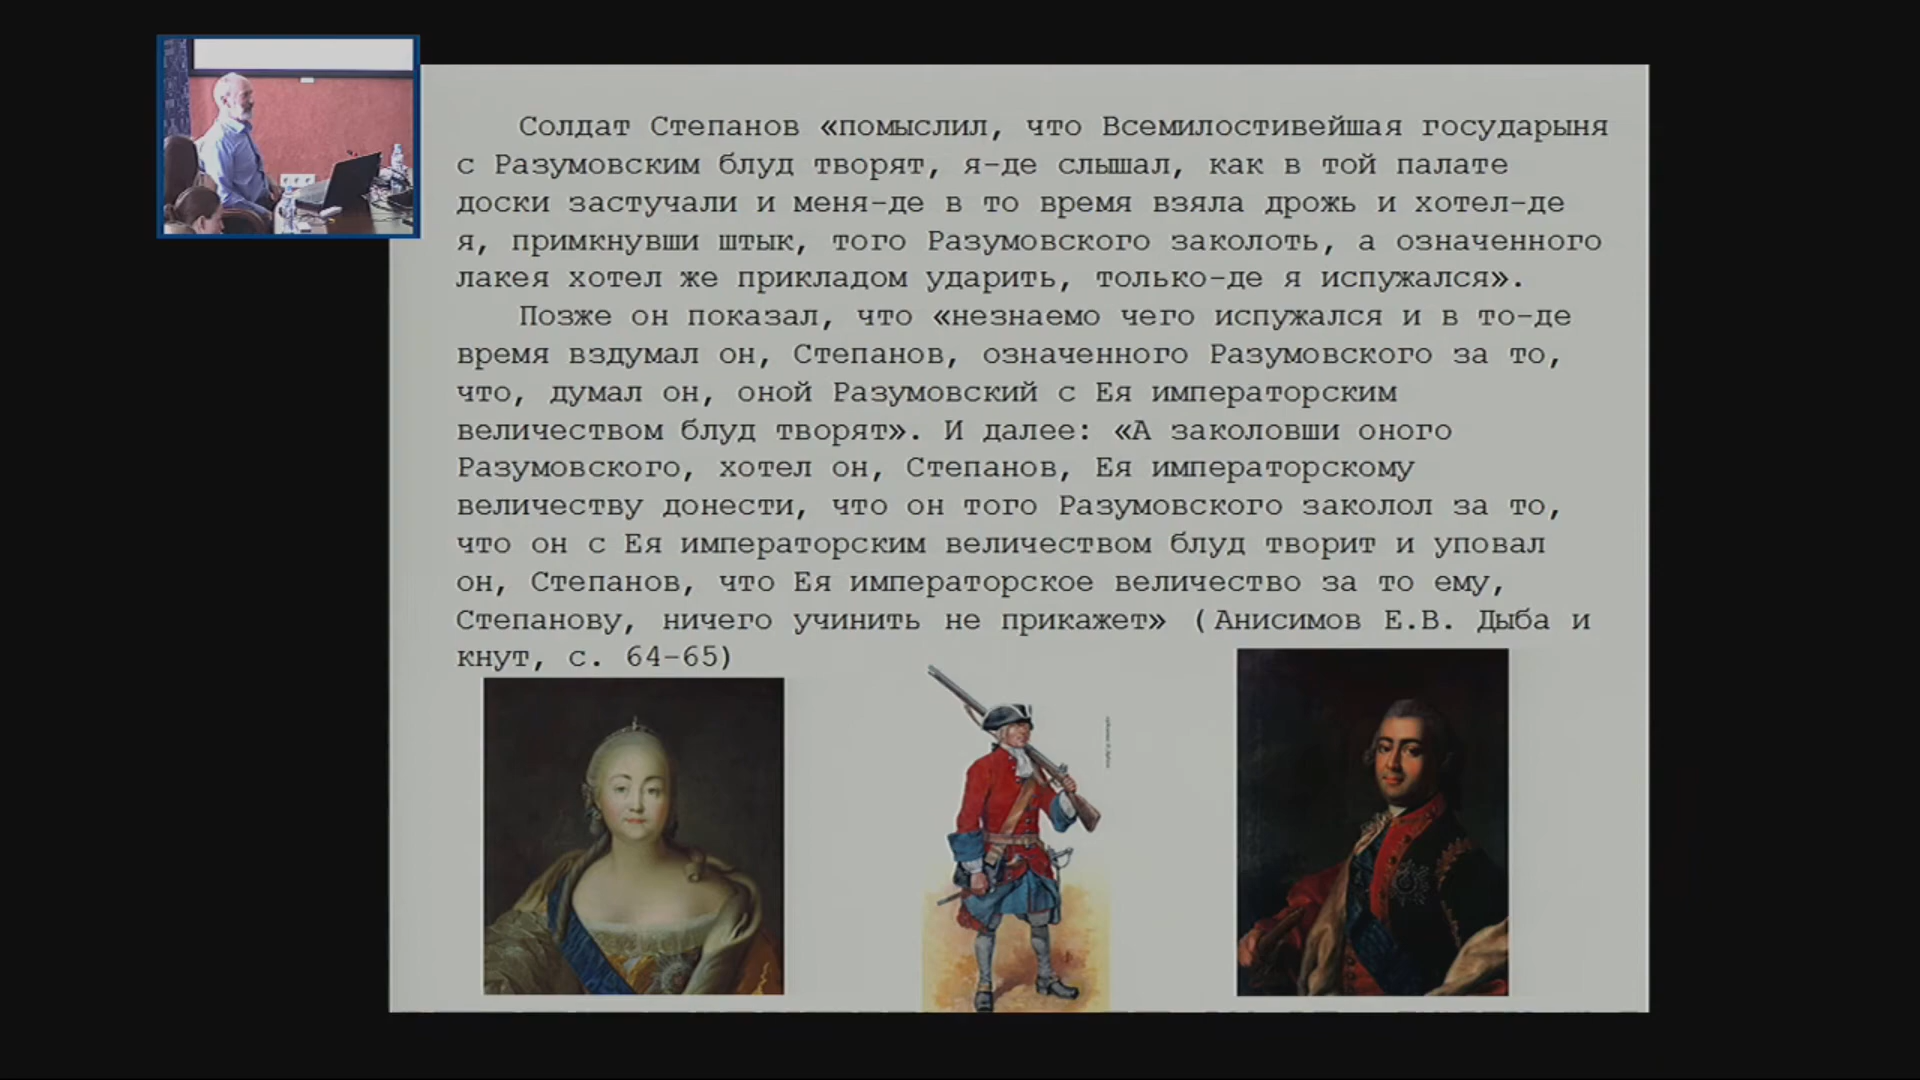 Солдат Степанов «помыслил, что Всемилостивейшая государыня
с Разумовским блуд творят, я-де слышал, как в той палате
доски застучали и меня-де в то время взяла дрожь и хотел-де
я, примкнувши штык, того Разумовского заколоть, а означенного
лакея хотел же прикладом ударить, только-де я испужался».
Позже он показал, что «незнаемо чего испужался и в то-де
время вздумал он, Степанов, означенного Разумовского за то,
что, думал он, оной Разумовский с Ея императорским
величеством блуд творят». И далее: «А заколовши оного
Разумовского, хотел он, Степанов, Ея императорскому
величеству донести, что он того Разумовского заколол за то,
что он с Ея императорским величеством блуд творит и уповал
он, Степанов, что Ея императорское величество за то ему,
Степанову, ничего учинить не прикажет» (Анисимов Е.В. Дыба и
кнут, с. 64-65)